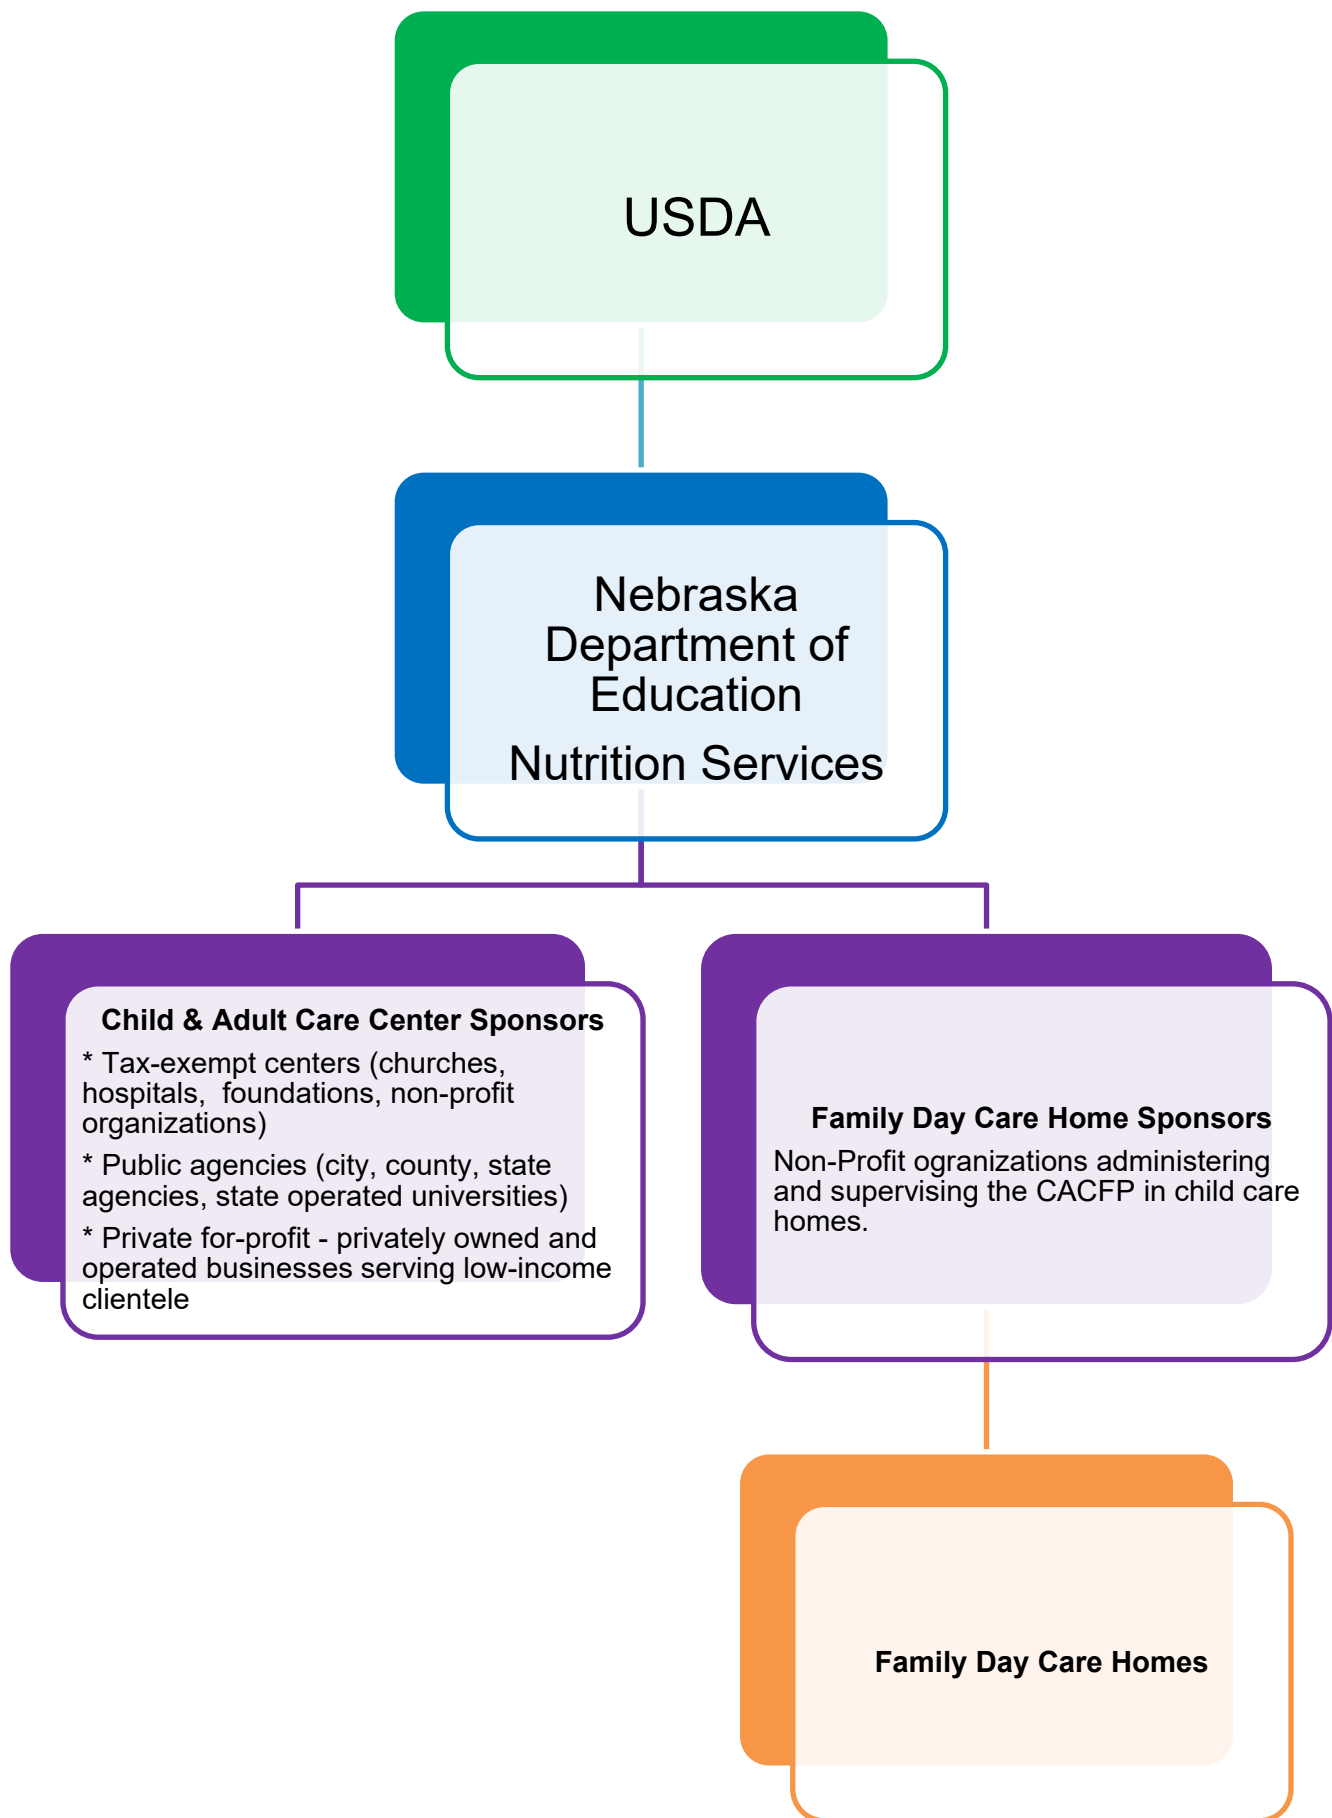 USDA
Nebraska
Department of
Education
Nutrition Services
Child & Adult Care Center Sponsors
* Tax-exempt centers (churches,
hospitals,  foundations, non-profit
organizations)
* Public agencies (city, county, state
agencies, state operated universities)
* Private for-profit - privately owned and
operated businesses serving low-income
clientele
Family Day Care Home Sponsors
Non-Profit ogranizations administering
and supervising the CACFP in child care
homes.
Family Day Care Homes